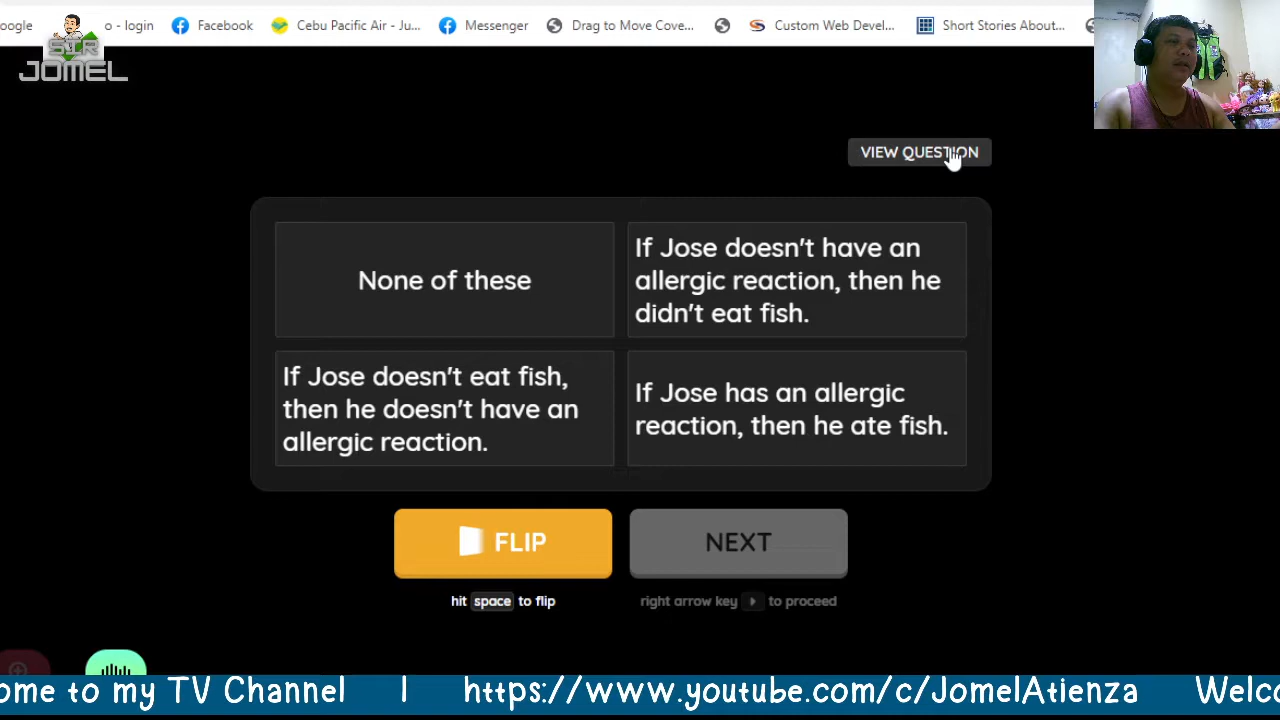 oogle
o - login
Facebook
Cebu Pacific Air - Ju...
Messenger
Drag to Move Cove...
Custom Web Devel...
Short Stories About...
SIR
JOMEL
VIEW QUESTION
None of these
If Jose doesn't have an
allergic reaction, then he
didn't eat fish.
If Jose doesn't eat fish,
then he doesn't have an
allergic reaction.
If Jose has an allergic
reaction, then he ate fish.
FLIP
NEXT
hit space to flip
right arrow key to proceed
ome to my TV Channel | https://www.youtube.com/c/JomelAtienza Welco